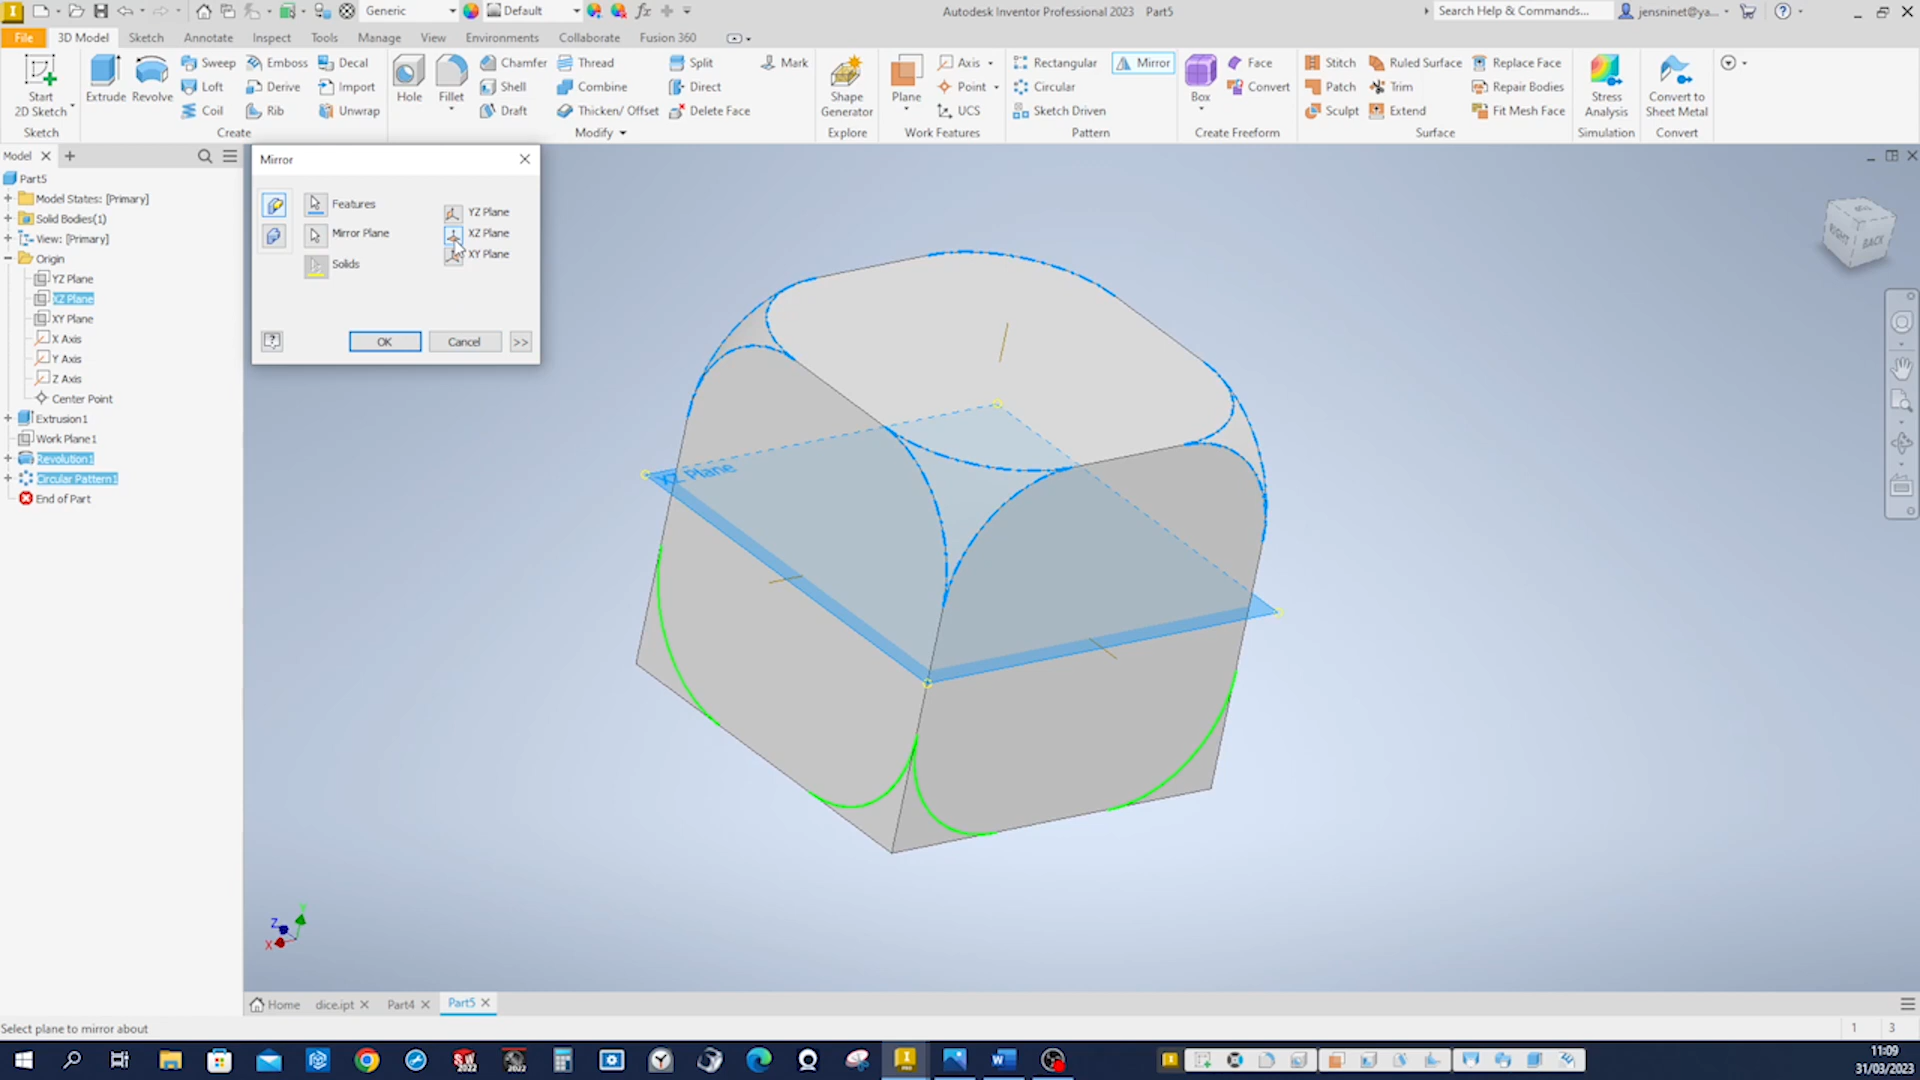 Generic
Default
fx
Autodesk Inventor Professional 2023 Part5
Search Help & Commands...
jensninet@ya...
File 3D Model Sketch Annotate Inspect Tools Manage View Environments Collaborate Fusion 360
Start
2D Sketch
Sketch
Extrude
Revolve
Sweep Emboss Decal
Loft Derive Import
Coil Rib Unwrap
Create
Hole
Fillet
Chamfer Thread Split Mark
Shell Combine Direct
Draft Thicken/ Offset Delete Face
Modify
Shape
Generator
Explore
Plane
Axis
Point
UCS
Work Features
Rectangular Mirror
Circular
Sketch Driven
Pattern
Box
Face
Convert
Create Freeform
Stitch Ruled Surface Replace Face
Patch Trim Repair Bodies
Sculpt Extend Fit Mesh Face
Surface
Stress
Analysis
Simulation
Convert to
Sheet Metal
Convert
Model
Part5
Model States: [Primary]
Solid Bodies(1)
View: [Primary]
Origin
YZ Plane
XZ Plane
XY Plane
X Axis
Y Axis
Z Axis
Center Point
Extrusion1
Work Plane1
Revolution1
Circular Pattern1
End of Part
Mirror
Features
Mirror Plane
Solids
YZ Plane
XZ Plane
XY Plane
OK Cancel >>
XZ Plane
RIGHT BACK
Z
X
Home dice.ipt Part4 Part5
Select plane to mirror about
1 3
11:09
31/03/2023